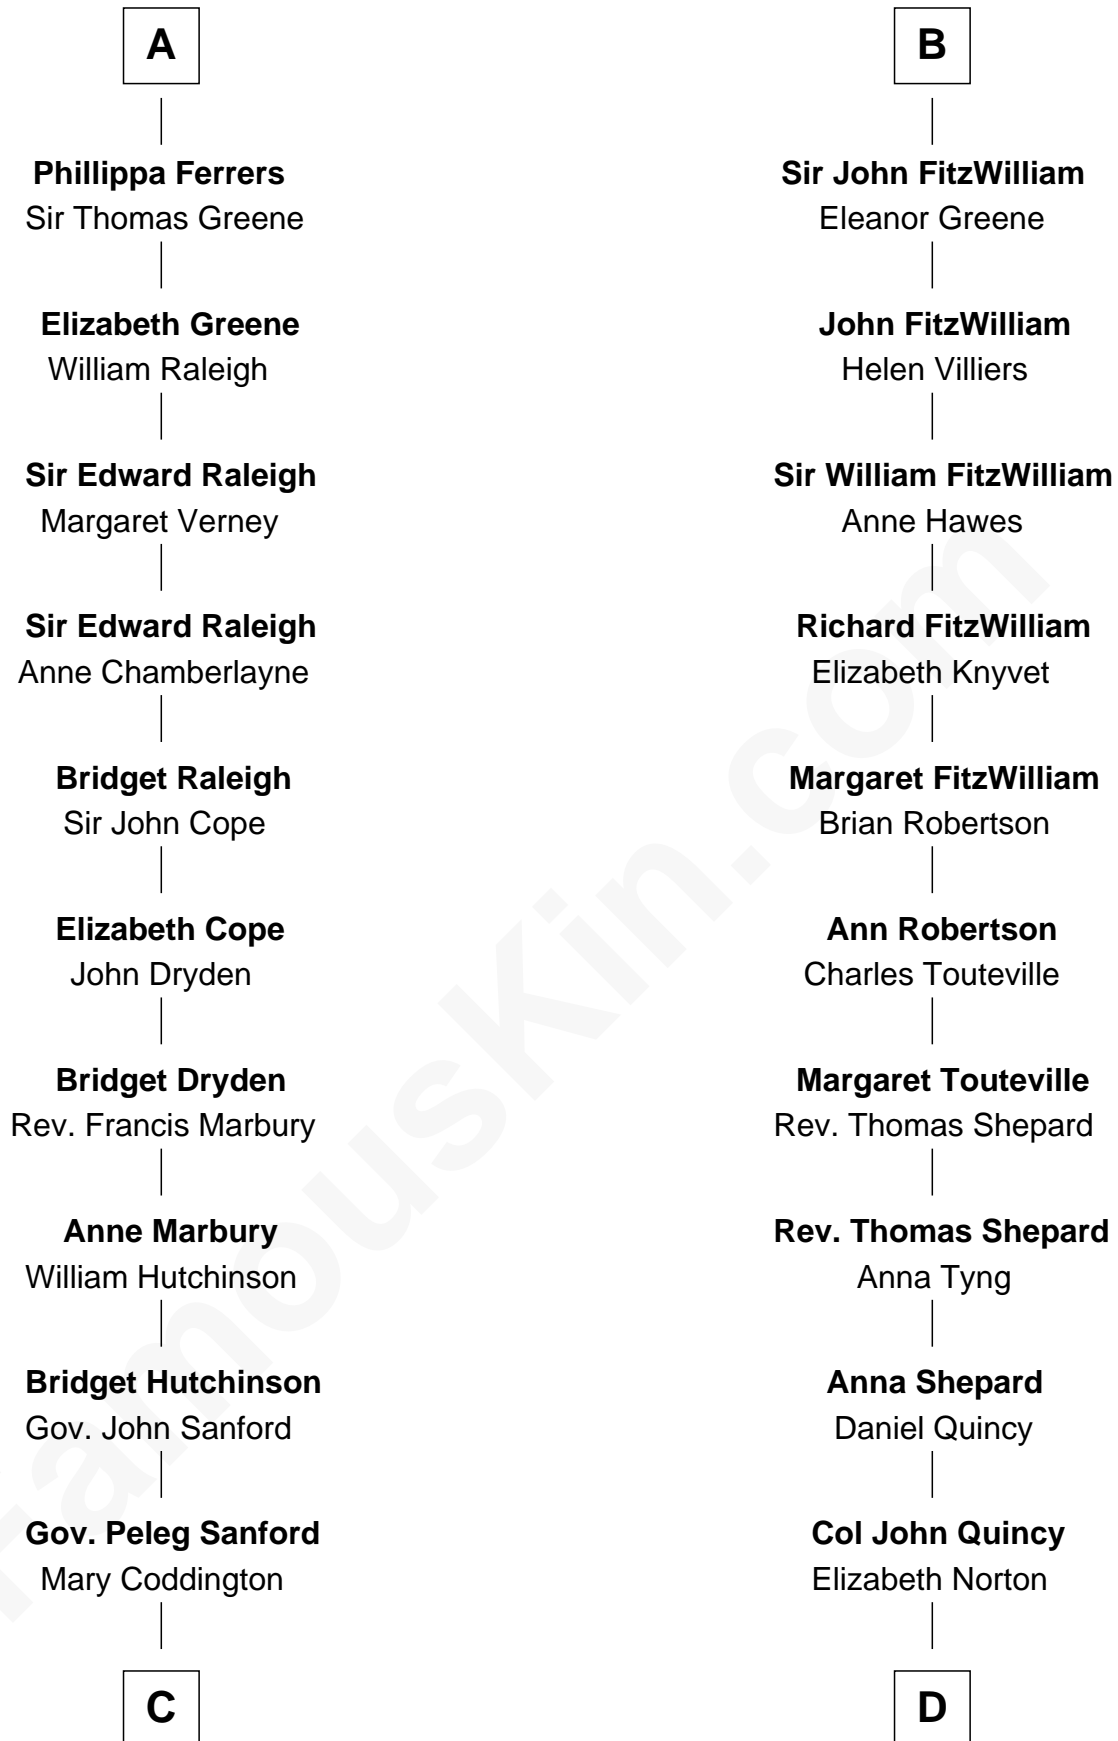 A
Phillippa Ferrers
Sir Thomas Greene
Elizabeth Greene
William Raleigh
Sir Edward Raleigh
Margaret Verney
Sir Edward Raleigh
Anne Chamberlayne
Bridget Raleigh
Sir John Cope
Elizabeth Cope
John Dryden
Bridget Dryden
Rev. Francis Marbury
Anne Marbury
William Hutchinson
Bridget Hutchinson
Gov. John Sanford
Gov. Peleg Sanford
Mary Coddington
C
B
Sir John FitzWilliam
Eleanor Greene
John FitzWilliam
Helen Villiers
Sir William FitzWilliam
Anne Hawes
Richard FitzWilliam
Elizabeth Knyvet
Margaret FitzWilliam
Brian Robertson
Ann Robertson
Charles Touteville
Margaret Touteville
Rev. Thomas Shepard
Rev. Thomas Shepard
Anna Tyng
Anna Shepard
Daniel Quincy
Col John Quincy
Elizabeth Norton
D
FamousKin.com